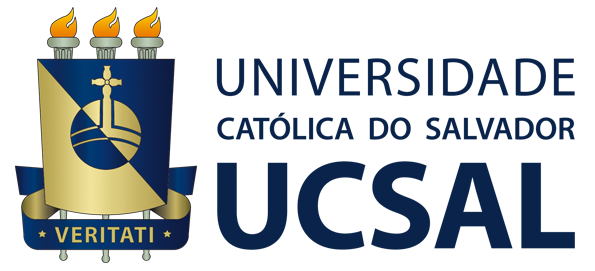 UNIVERSIDADE
CATÓLICA DO SALVADOR
UCSAL
VERITATI